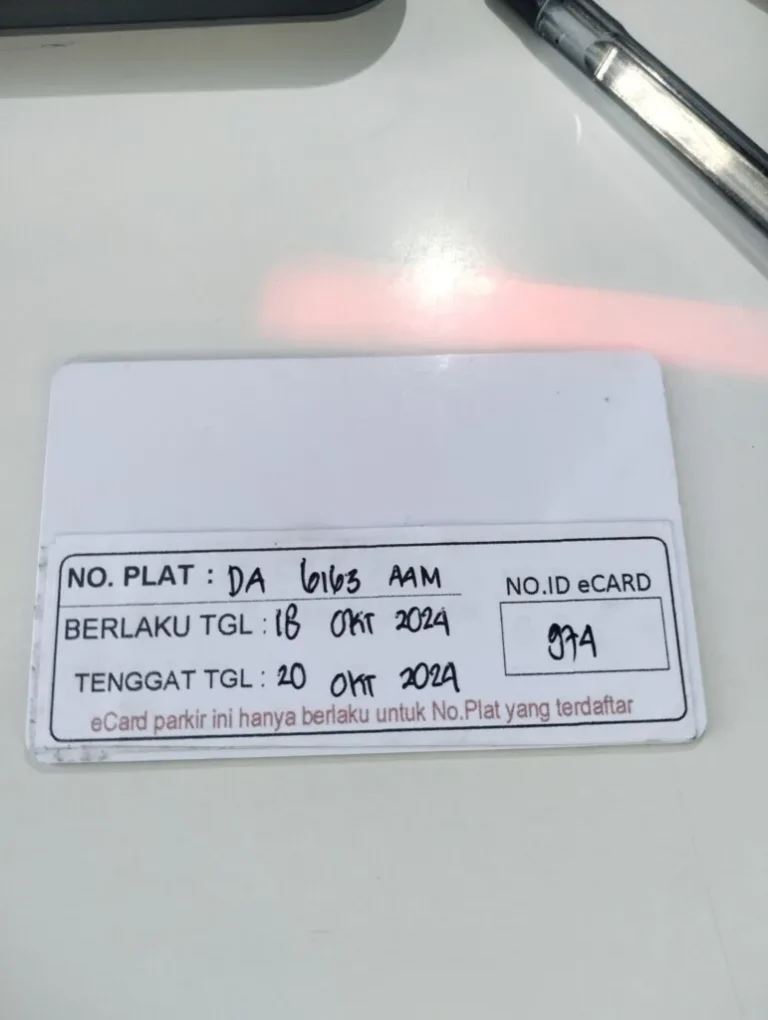 NO. PLAT : DA 6163 AAM
BERLAKU TGL : 18 OKT 2024
TENGGAT TGL : 20 OKT 2024
NO.ID eCARD
974
eCard parkir ini hanya berlaku untuk No.Plat yang terdaftar